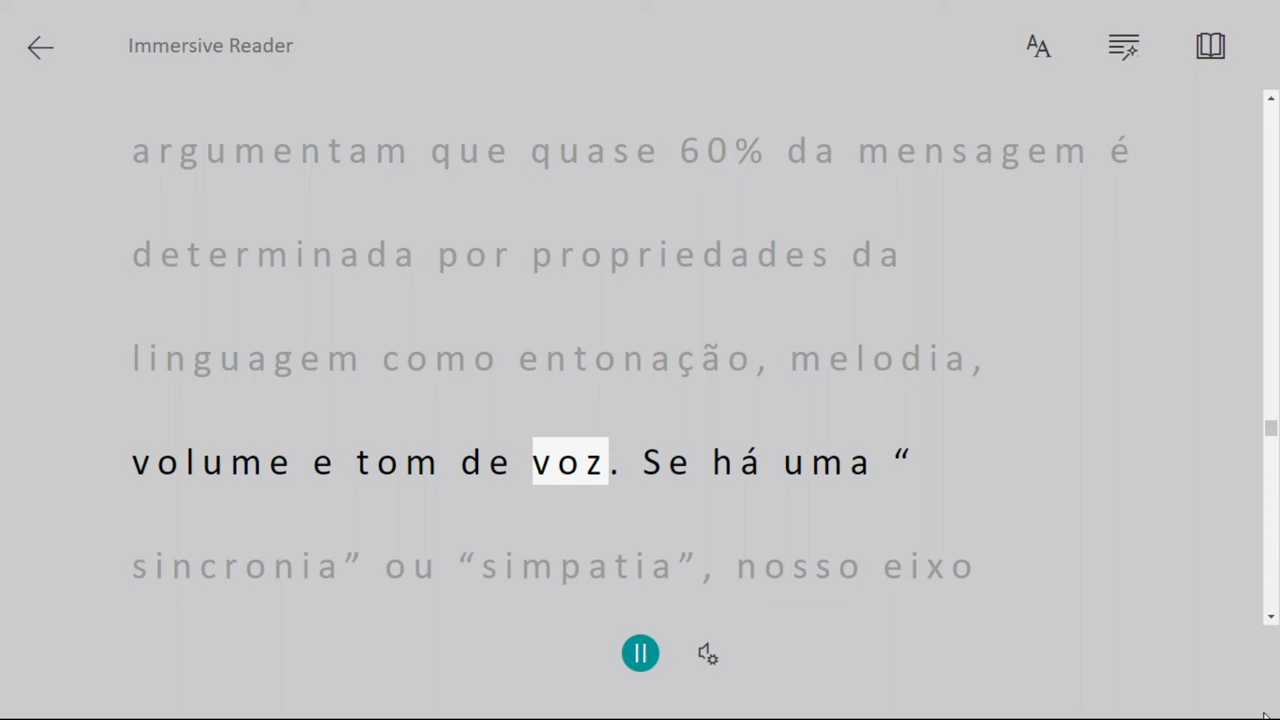 Immersive Reader
argumentam que quase 60% da mensagem é
determinada por propriedades da
linguagem como entonação, melodia,
volume e tom de voz. Se há uma “
sincronia” ou “simpatia”, nosso eixo